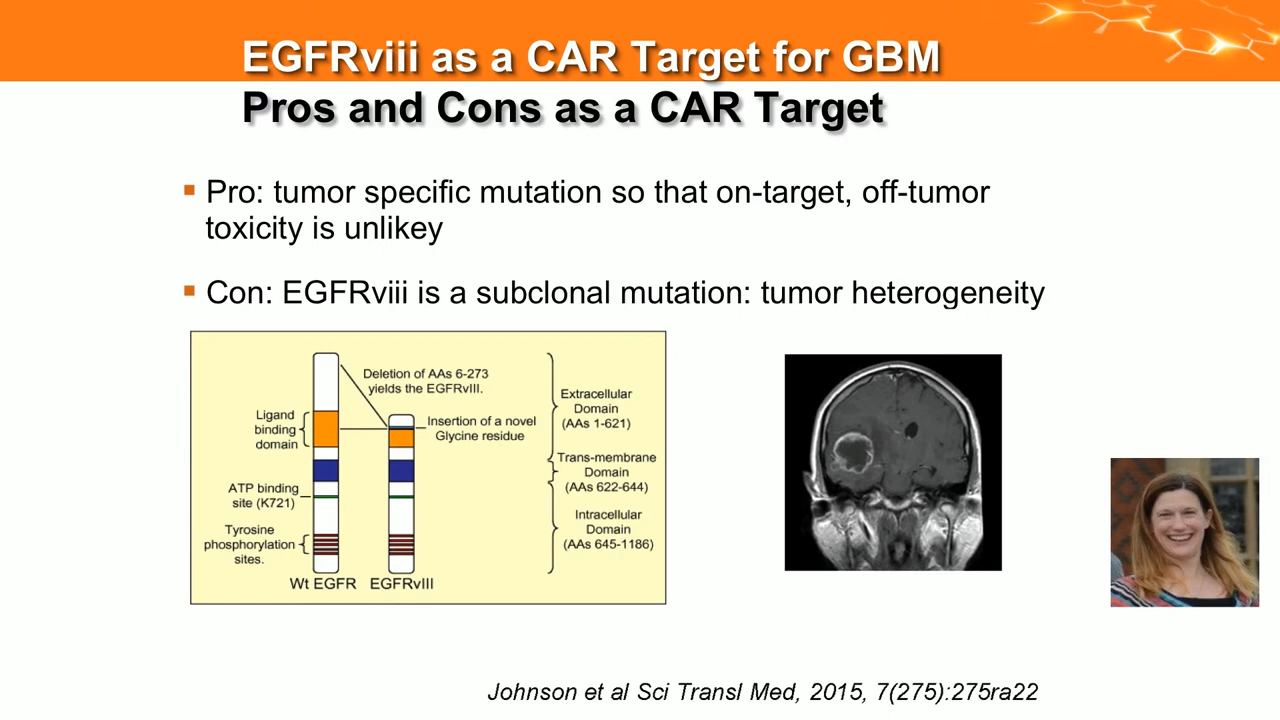 EGFRviii as a CAR Target for GBM
Pros and Cons as a CAR Target
Pro: tumor specific mutation so that on-target, off-tumor
toxicity is unlikey
Con: EGFRviii is a subclonal mutation: tumor heterogeneity
Deletion of AAs 6-273
yields the EGFRVIII.
Ligand
binding
domain
Insertion of a novel
Glycine residue
ATP binding
site (K721)
Tyrosine
phosphorylation
sites.
Wt EGFR
EGFRVIII
Extracellular
Domain
(AAs 1-621)
Trans-membrane
Domain
(AAs 622-644)
Intracellular
Domain
(AAs 645-1186)
Johnson et al Sci Transl Med, 2015, 7(275):275ra22